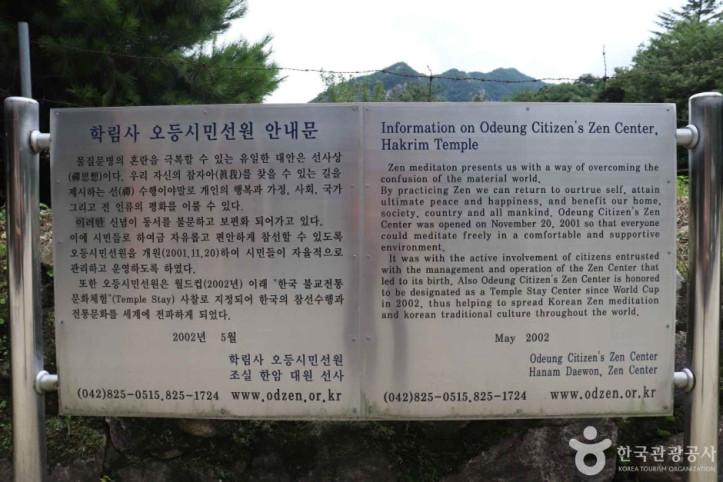 학림사 오등시민선원 안내문
물질문명의 혼란을 극복할 수 있는 유일한 대안은 선사상
(禪思想)이다. 우리 자신의 참자아(眞我)를 찾을 수 있는 길을
제시하는 선(禪) 수행이야말로 개인의 행복과 가정, 사회, 국가
그리고 전 인류의 평화를 이룰 수 있다.
이러한 신념이 동서를 불문하고 보편화 되어가고 있다.
이에 시민들로 하여금 자유롭고 편안하게 참선할 수 있도록
오등시민선원을 개원(2001.11.20)하여 시민들이 자율적으로
관리하고 운영하도록 하였다.
또한 오등시민선원은 월드컵(2002년) 이래 "한국 불교전통
문화체험"(Temple Stay) 사찰로 지정되어 한국의 참선수행과
전통문화를 세계에 전파하게 되었다.
2002년 5월
학림사 오등시민선원
조실 한암 대원 선사
(042)825-0515.825-1724 www.odzen.or.kr
Information on Odeung Citizen's Zen Center,
Hakrim Temple
Zen meditaton presents us with a way of overcoming the
confusion of the material world.
By practicing Zen we can return to ourtrue self, attain
ultimate peace and happiness, and benefit our home,
society, country and all mankind. Odeung Citizen's Zen
Center was opened on November 20, 2001 so that everyone
could meditate freely in a comfortable and supportive
environment.
It was with the active involvement of citizens entrusted
with the management and operation of the Zen Center that
led to its birth. Also Odeung Citizen's Zen Center is honored
to be designated as a Temple Stay Center since World Cup
in 2002, thus helping to spread Korean Zen meditation
and korean traditional culture throughout the world.
May 2002
Odeung Citizen's Zen Center
Hanam Daewon, Zen Center
(042)825-0515.825-1724 www.odzen.or.kr
한국관광공사
KOREA TOURISM ORGANIZATION